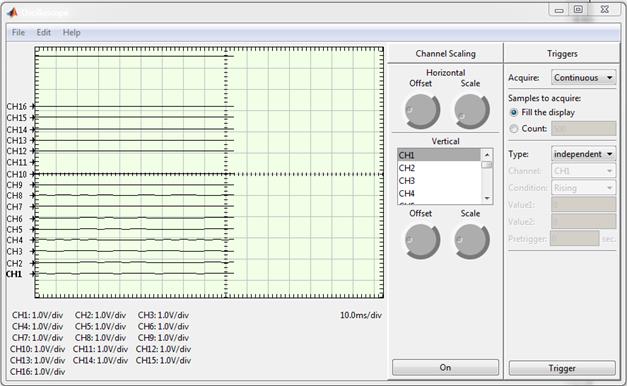 Oscilloscope
File Edit Help
CH16
CH15
CH14
CH13
CH12
CH11
CH10
CH9
CH8
CH7
CH6
CH5
CH4
CH3
CH2
CH1
CH1: 1.0V/div CH2: 1.0V/div CH3: 1.0V/div
CH4: 1.0V/div CH5: 1.0V/div CH6: 1.0V/div
CH7: 1.0V/div CH8: 1.0V/div CH9: 1.0V/div
CH10: 1.0V/div CH11: 1.0V/div CH12: 1.0V/div
CH13: 1.0V/div CH14: 1.0V/div CH15: 1.0V/div
CH16: 1.0V/div
10.0ms/div
Channel Scaling
Horizontal
Offset Scale
Vertical
CH1
CH2
CH3
CH4
Offset Scale
On
Triggers
Acquire: Continuous
Samples to acquire:
Fill the display
Count: 500
Type: independent
Channel: CH1
Condition: Rising
Value1: 0
Value2: 0
Pretrigger: 0 sec.
Trigger